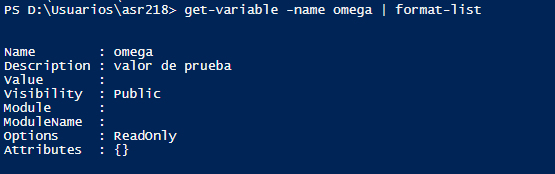 PS D:\Usuarios\asr218> get-variable -name omega | format-list
Name        : omega
Description : valor de prueba
Value       :
Visibility  : Public
Module      :
ModuleName  :
Options     : ReadOnly
Attributes  : {}